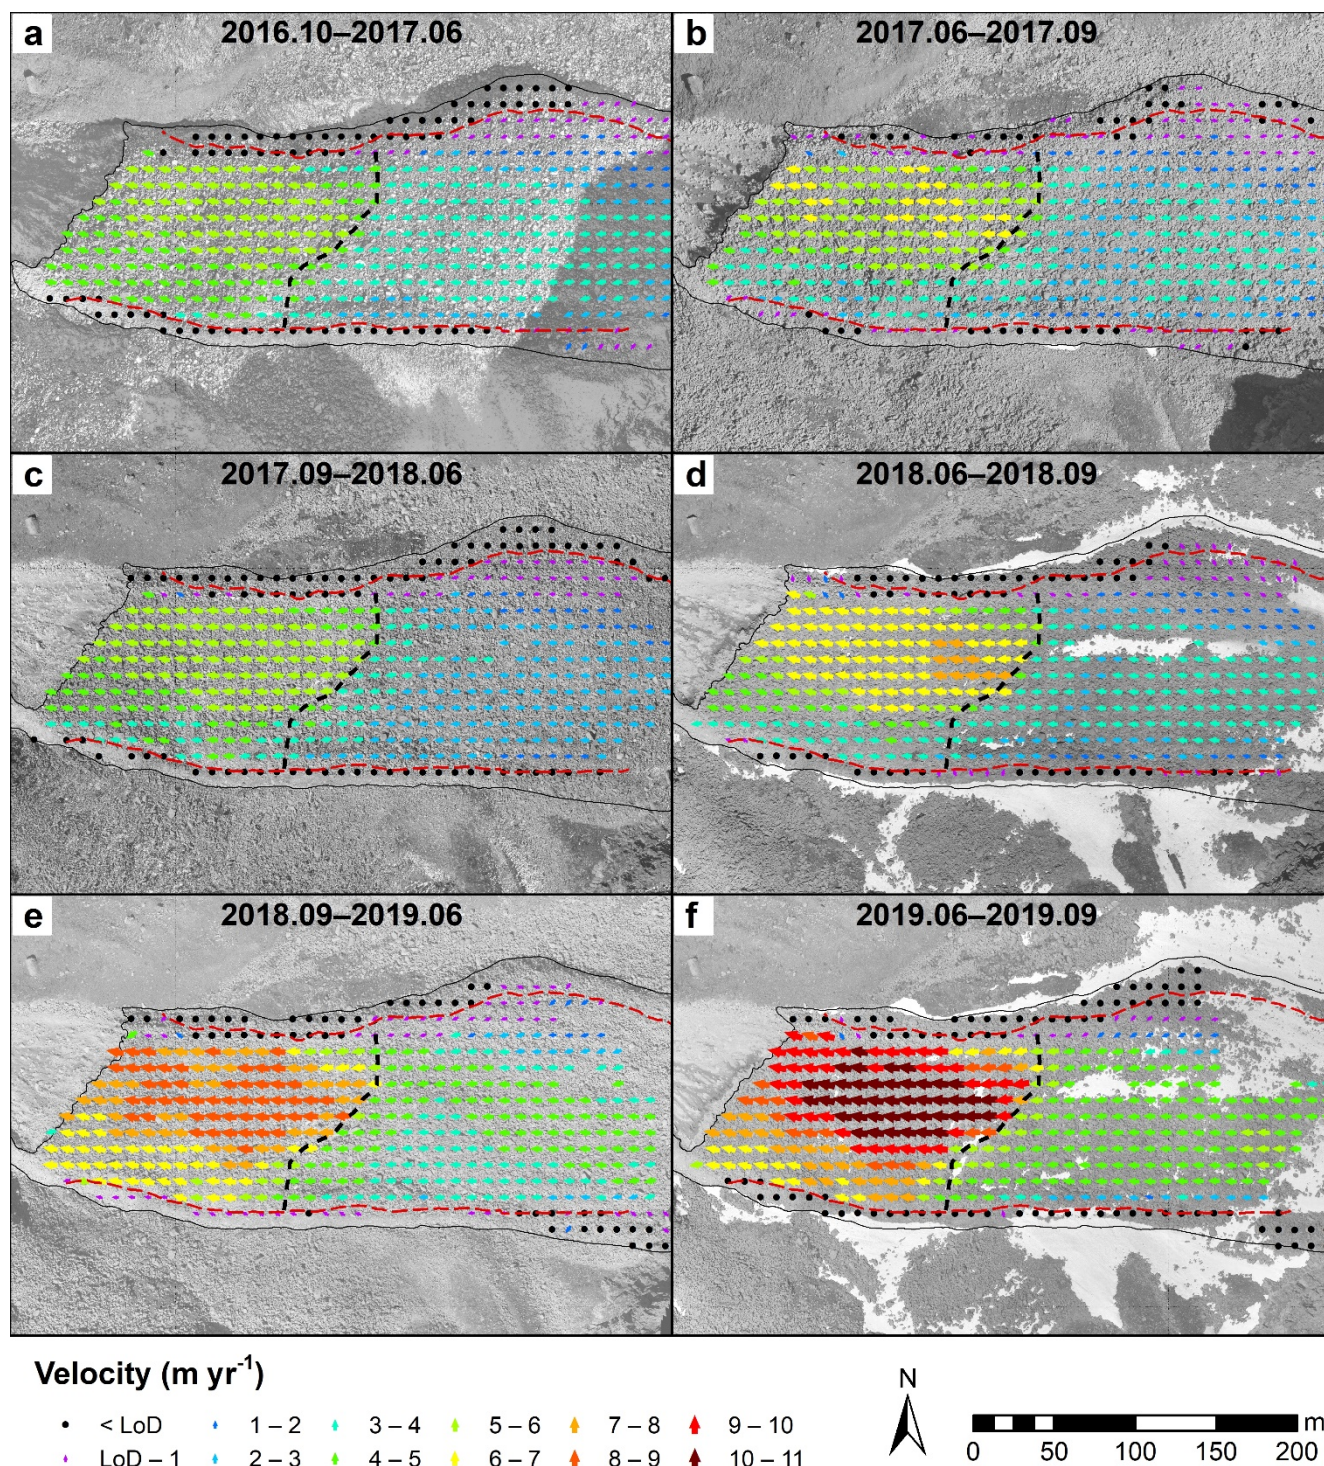 a 2016.10–2017.06
b 2017.06–2017.09
c 2017.09–2018.06
d 2018.06–2018.09
e 2018.09–2019.06
f 2019.06–2019.09
Velocity (m yr⁻¹)
< LoD 1 – 2 3 – 4 5 – 6 7 – 8 9 – 10
LoD – 1 2 – 3 4 – 5 6 – 7 8 – 9 10 – 11
N
m
0 50 100 150 200